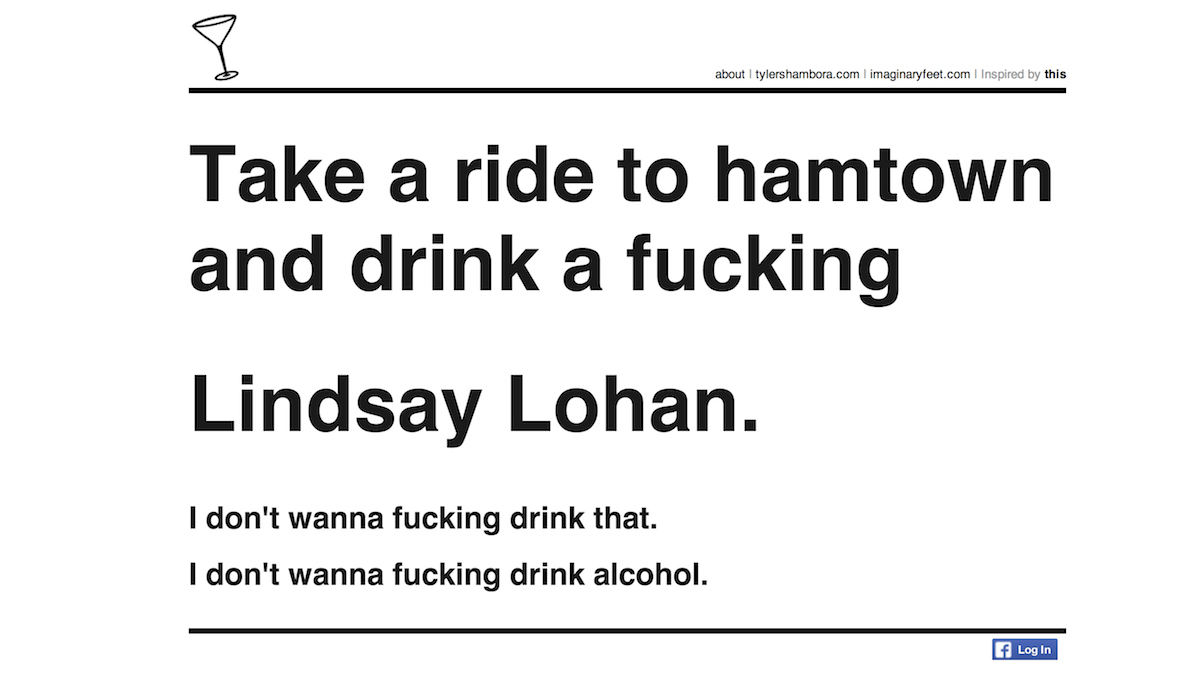 about | tylershambora.com | imaginaryfeet.com | Inspired by this
Take a ride to hamtown
and drink a fucking
Lindsay Lohan.
I don't wanna fucking drink that.
I don't wanna fucking drink alcohol.
f Log In